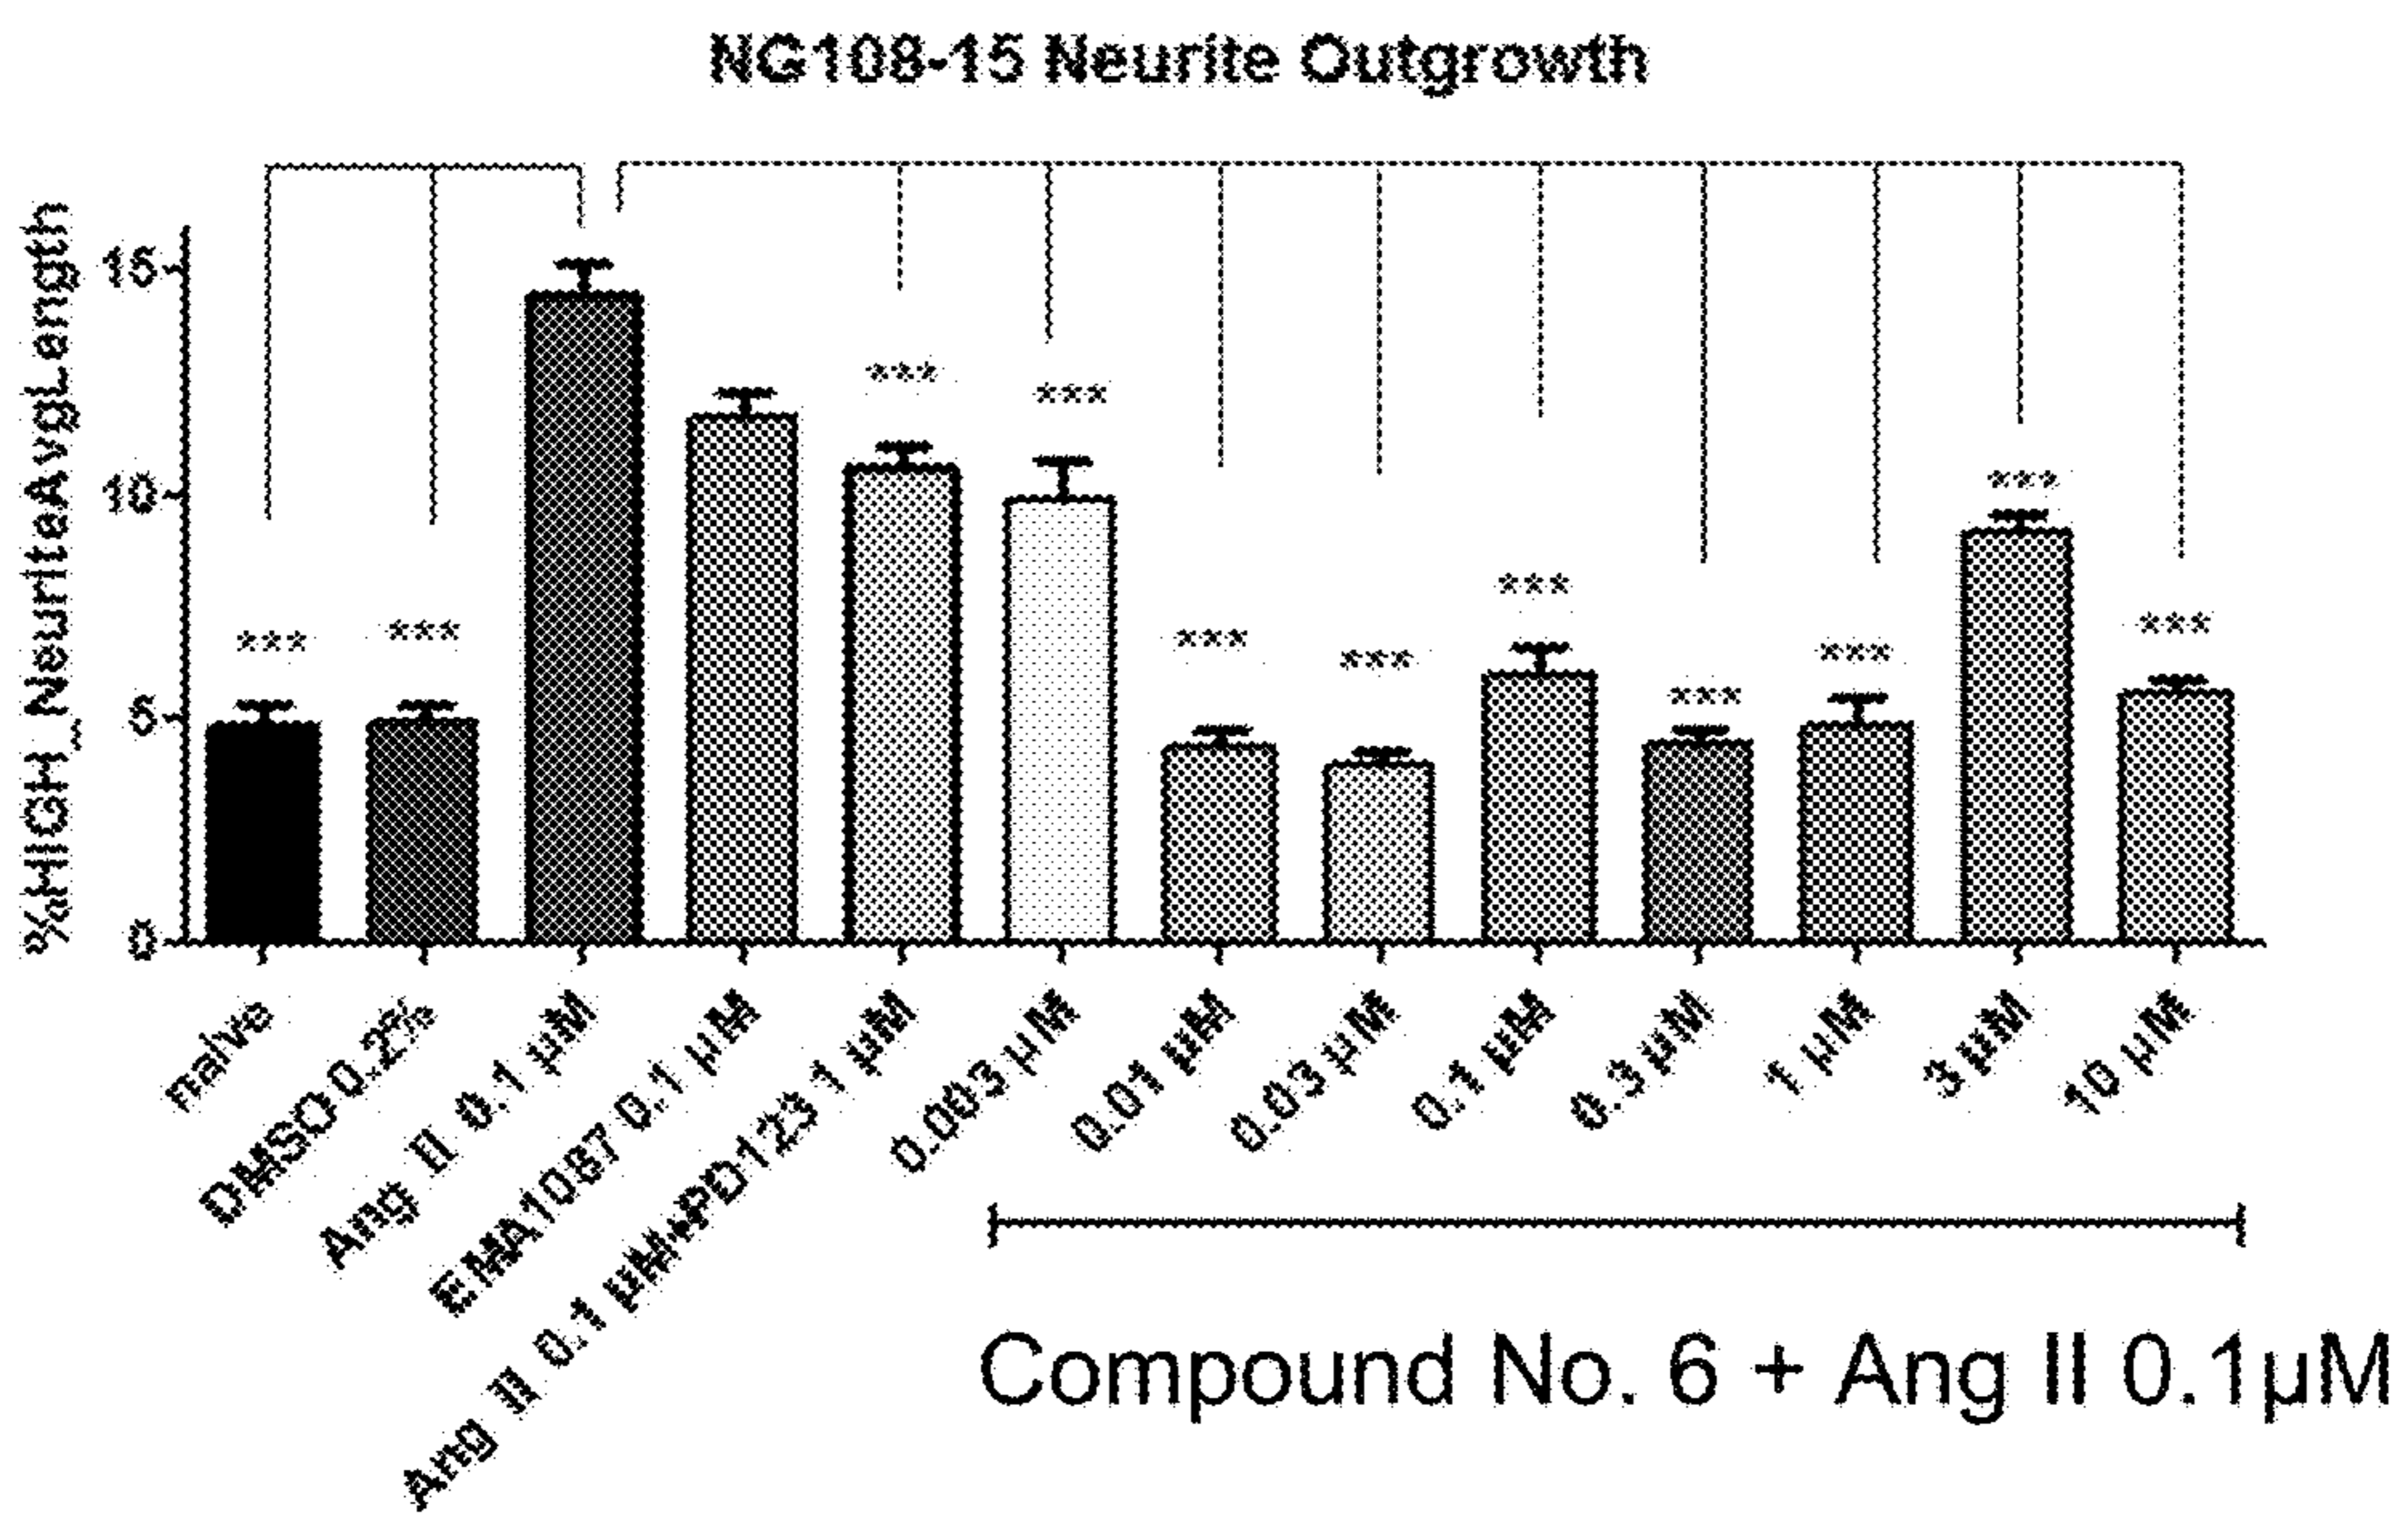 NG108-15 Neurite Outgrowth
%HIGH_NeuriteAvgLength
15
10
5
0
***
***
***
***
***
***
***
***
***
***
***
naive
DMSO 0.2%
Ang II 0.1 µM
EMA1087 0.1 µM
Ang II 0.1 µM+PD123 1 µM
0.003 µM
0.01 µM
0.03 µM
0.1 µM
0.3 µM
1 µM
3 µM
10 µM
Compound No. 6 + Ang II 0.1µM